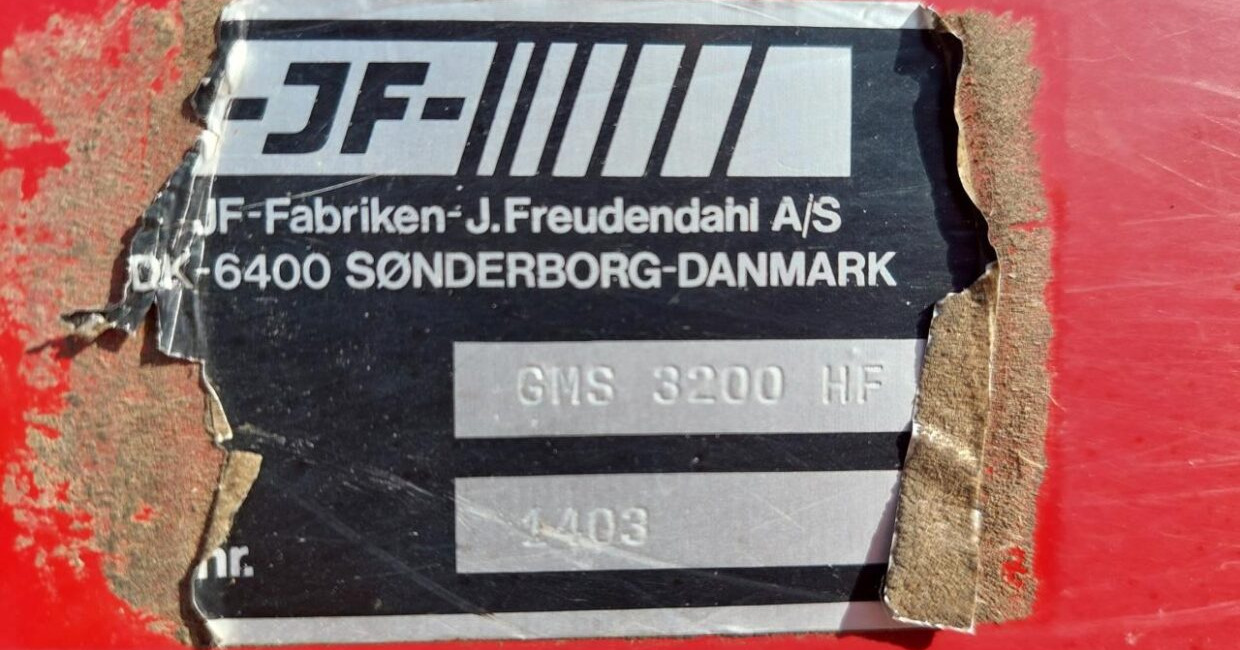 -JF-
JF-Fabriken-J.Freudendahl A/S
DK-6400 SØNDERBORG-DANMARK
GMS 3200 HF
nr. 1403